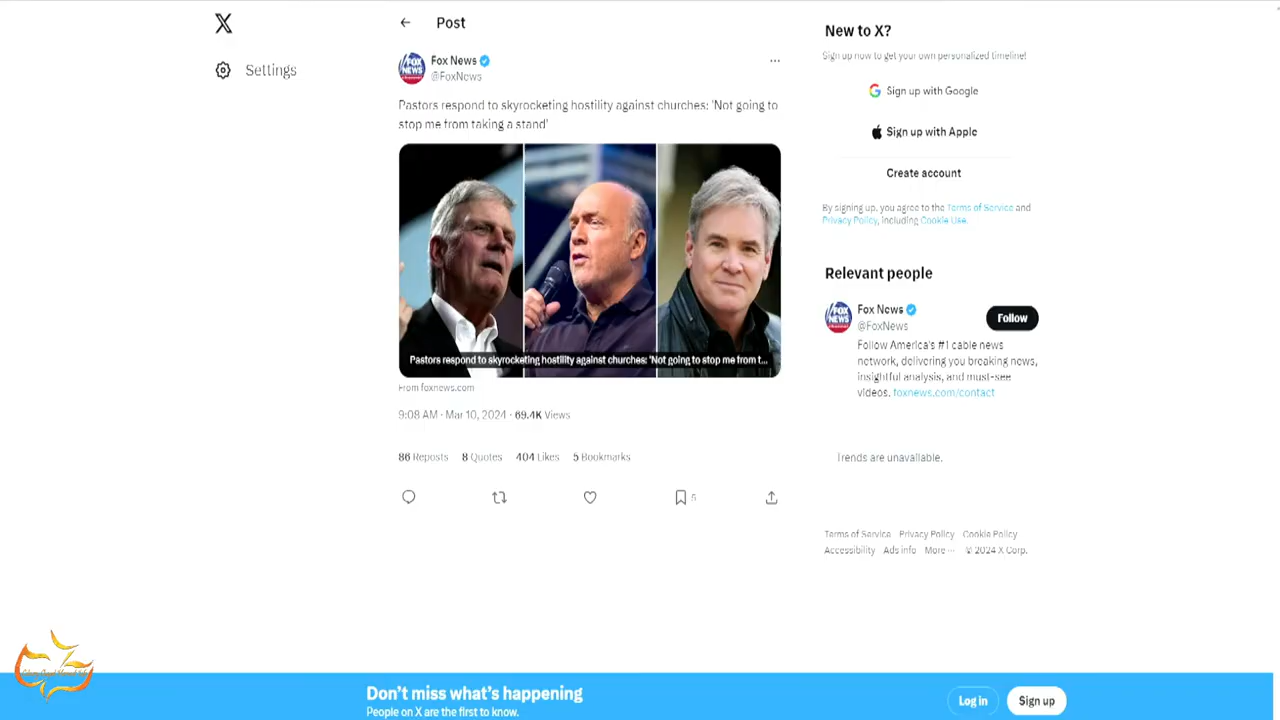 Post
Settings
Fox News
@FoxNews
Pastors respond to skyrocketing hostility against churches: 'Not going to
stop me from taking a stand'
Pastors respond to skyrocketing hostility against churches: 'Not going to stop me from t...
From foxnews.com
9:08 AM · Mar 10, 2024 · 69.4K Views
86 Reposts 8 Quotes 404 Likes 5 Bookmarks
5
New to X?
Sign up now to get your own personalized timeline!
Sign up with Google
Sign up with Apple
Create account
By signing up, you agree to the Terms of Service and
Privacy Policy, including Cookie Use.
Relevant people
Fox News
@FoxNews
Follow
Follow America's #1 cable news
network, delivering you breaking news,
insightful analysis, and must-see
videos. foxnews.com/contact
Trends are unavailable.
Terms of Service Privacy Policy Cookie Policy
Accessibility Ads info More ··· © 2024 X Corp.
Don't miss what's happening
People on X are the first to know.
Log in
Sign up